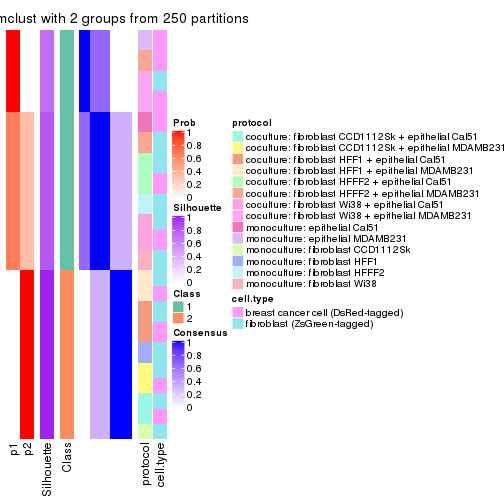 mclust with 2 groups from 250 partitions
p1
p2
Silhouette
Class
protocol
cell.type
Prob
1
0.8
0.6
0.4
0.2
0
Silhouette
1
0.8
0.6
0.4
0.2
0
Class
1
2
Consensus
1
0.8
0.6
0.4
0.2
0
protocol
coculture: fibroblast CCD1112Sk + epithelial Cal51
coculture: fibroblast CCD1112Sk + epithelial MDAMB231
coculture: fibroblast HFF1 + epithelial Cal51
coculture: fibroblast HFF1 + epithelial MDAMB231
coculture: fibroblast HFFF2 + epithelial Cal51
coculture: fibroblast HFFF2 + epithelial MDAMB231
coculture: fibroblast Wi38 + epithelial Cal51
coculture: fibroblast Wi38 + epithelial MDAMB231
monoculture: epithelial Cal51
monoculture: epithelial MDAMB231
monoculture: fibroblast CCD1112Sk
monoculture: fibroblast HFF1
monoculture: fibroblast HFFF2
monoculture: fibroblast Wi38
cell.type
breast cancer cell (DsRed-tagged)
fibroblast (ZsGreen-tagged)